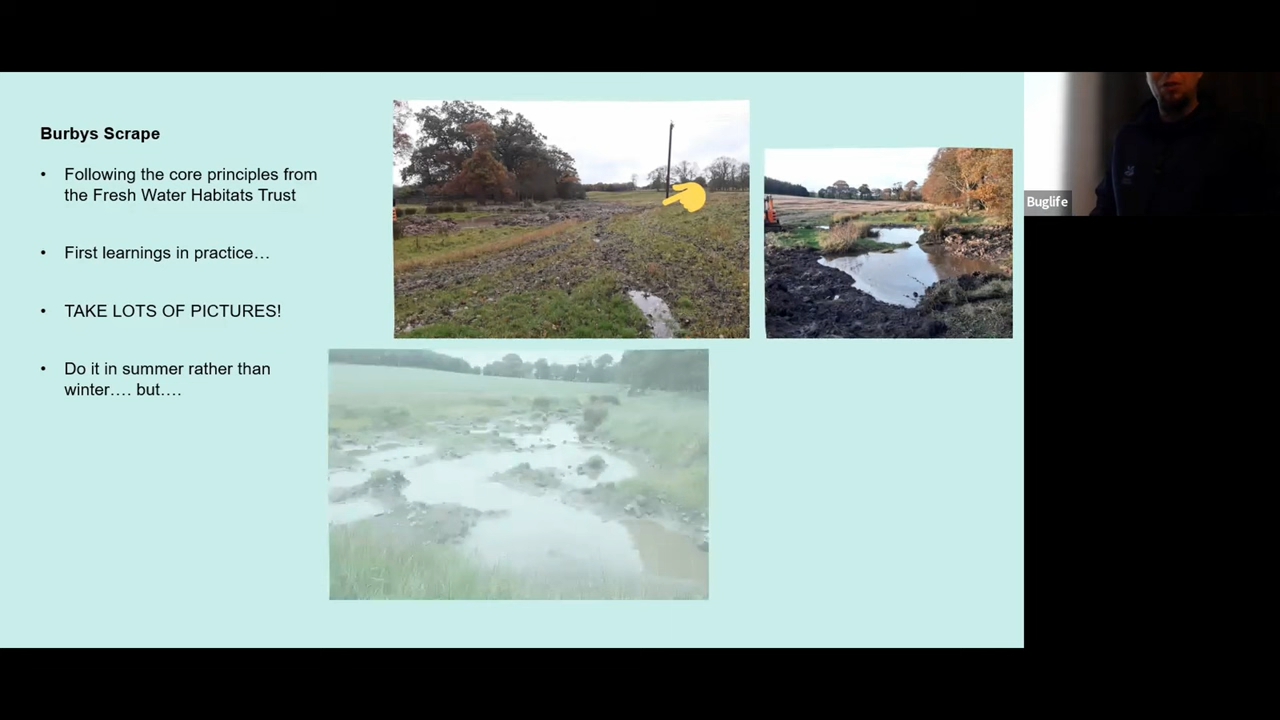 Burbys Scrape
• Following the core principles from
the Fresh Water Habitats Trust
• First learnings in practice…
• TAKE LOTS OF PICTURES!
• Do it in summer rather than
winter…. but….
Buglife